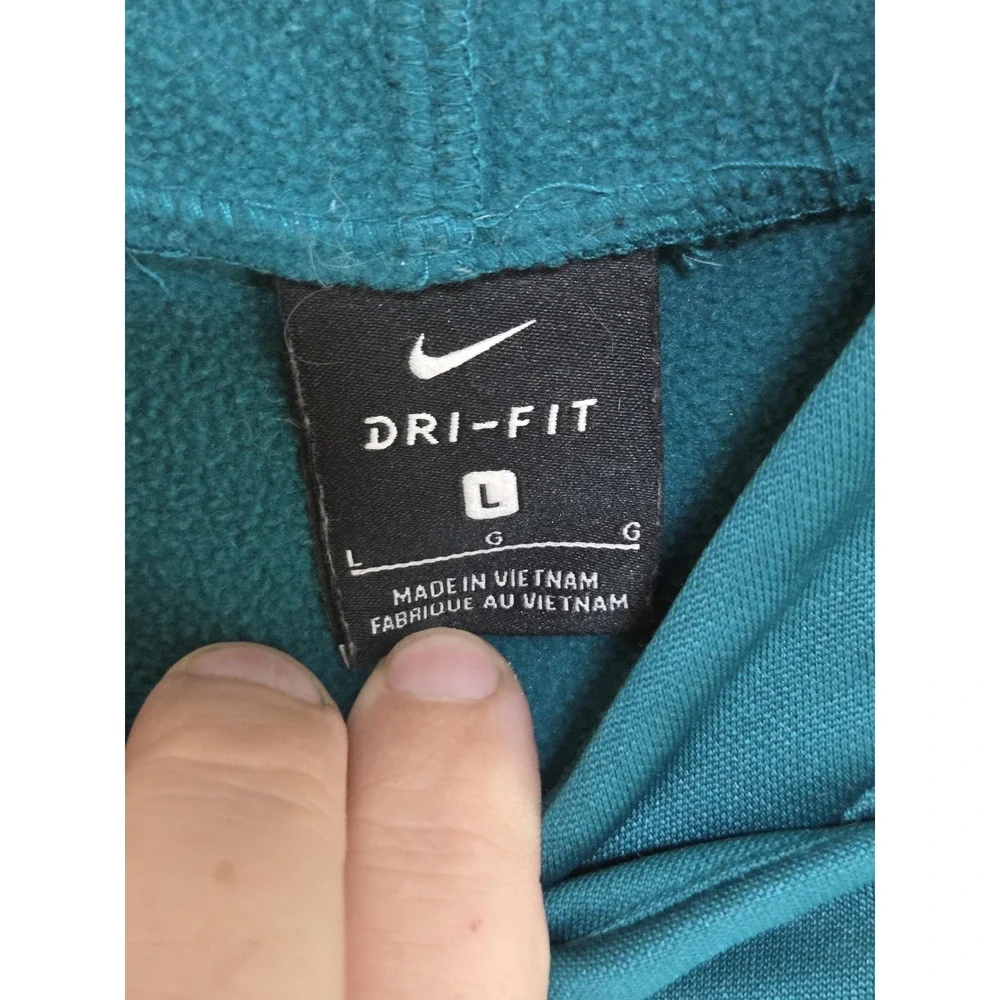 DRI-FIT
L
L G G
MADE IN VIETNAM
FABRIQUE AU VIETNAM